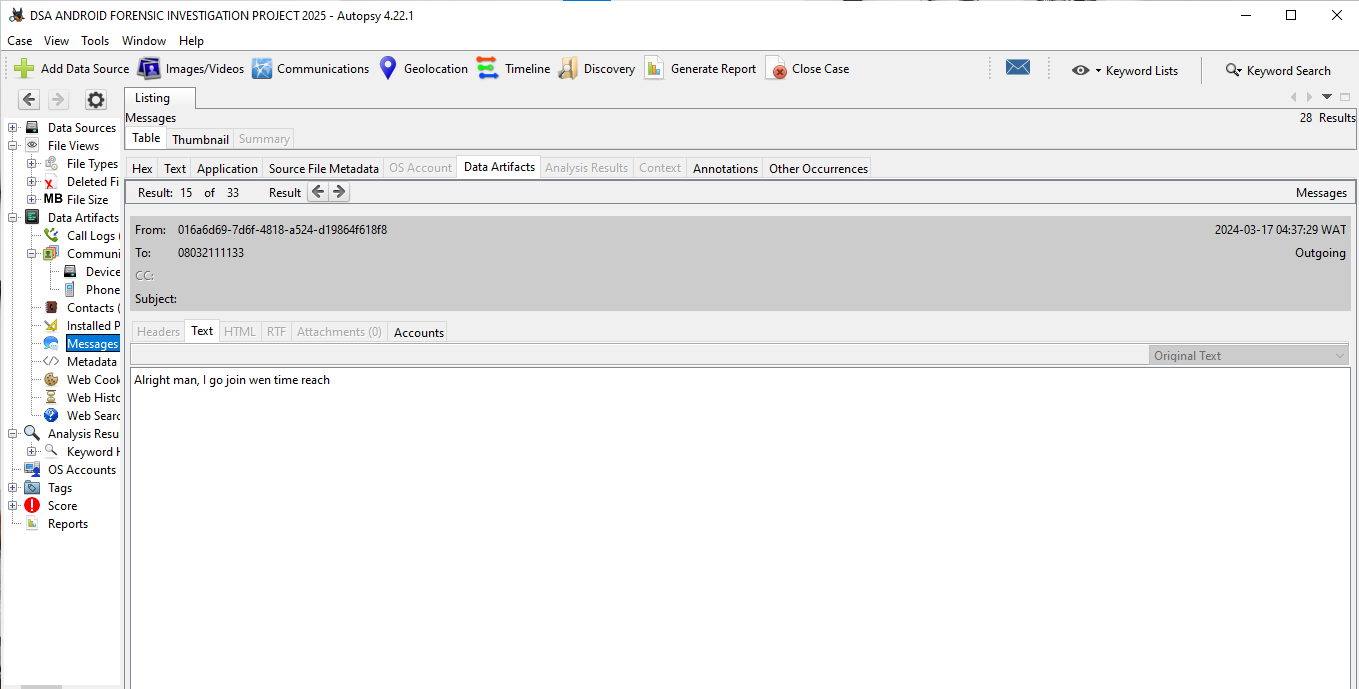 DSA ANDROID FORENSIC INVESTIGATION PROJECT 2025 - Autopsy 4.22.1
Case View Tools Window Help
Add Data Source Images/Videos Communications Geolocation Timeline Discovery Generate Report Close Case Keyword Lists Keyword Search
Listing
Messages 28 Results
Table Thumbnail Summary
Hex Text Application Source File Metadata OS Account Data Artifacts Analysis Results Context Annotations Other Occurrences
Result: 15 of 33 Result Messages
From: 016a6d69-7d6f-4818-a524-d19864f618f8 2024-03-17 04:37:29 WAT
To: 08032111133 Outgoing
CC:
Subject:
Headers Text HTML RTF Attachments (0) Accounts
Original Text
Alright man, I go join wen time reach
Data Sources
File Views
File Types
Deleted Fi
MB File Size
Data Artifacts
Call Logs (
Communi
Device
Phone
Contacts (
Installed P
Messages
Metadata
Web Cook
Web Histo
Web Searc
Analysis Resu
Keyword H
OS Accounts
Tags
Score
Reports